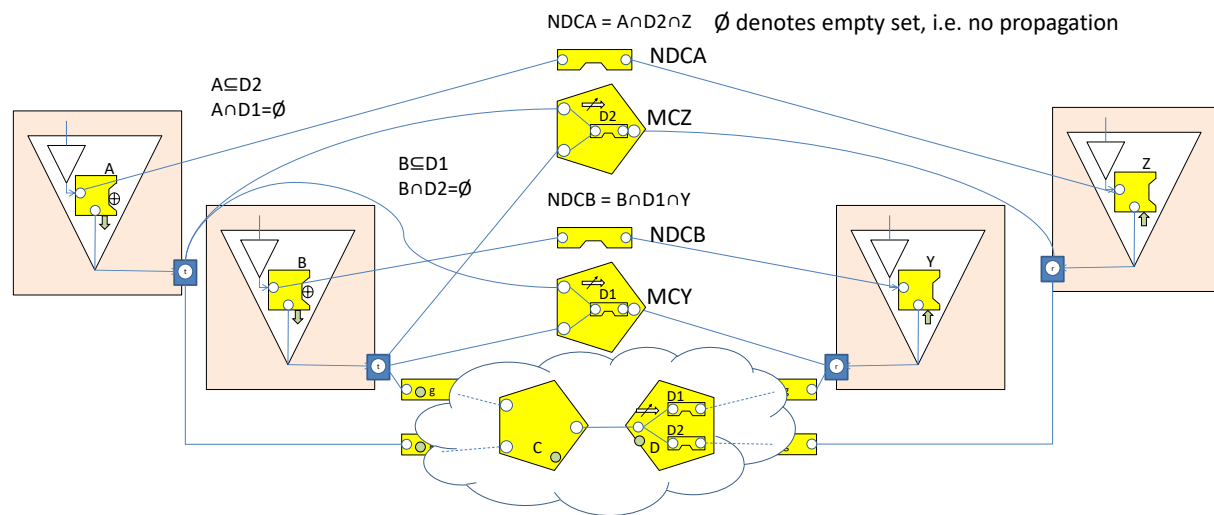 NDCA = A∩D2∩Z
Ø denotes empty set, i.e. no propagation
NDCA
A⊆D2
A∩D1=Ø
D2
MCZ
A
Z
B⊆D1
B∩D2=Ø
NDCB = B∩D1∩Y
NDCB
B
Y
t
r
D1
MCY
t
r
g
g
D1
D2
C
D
g